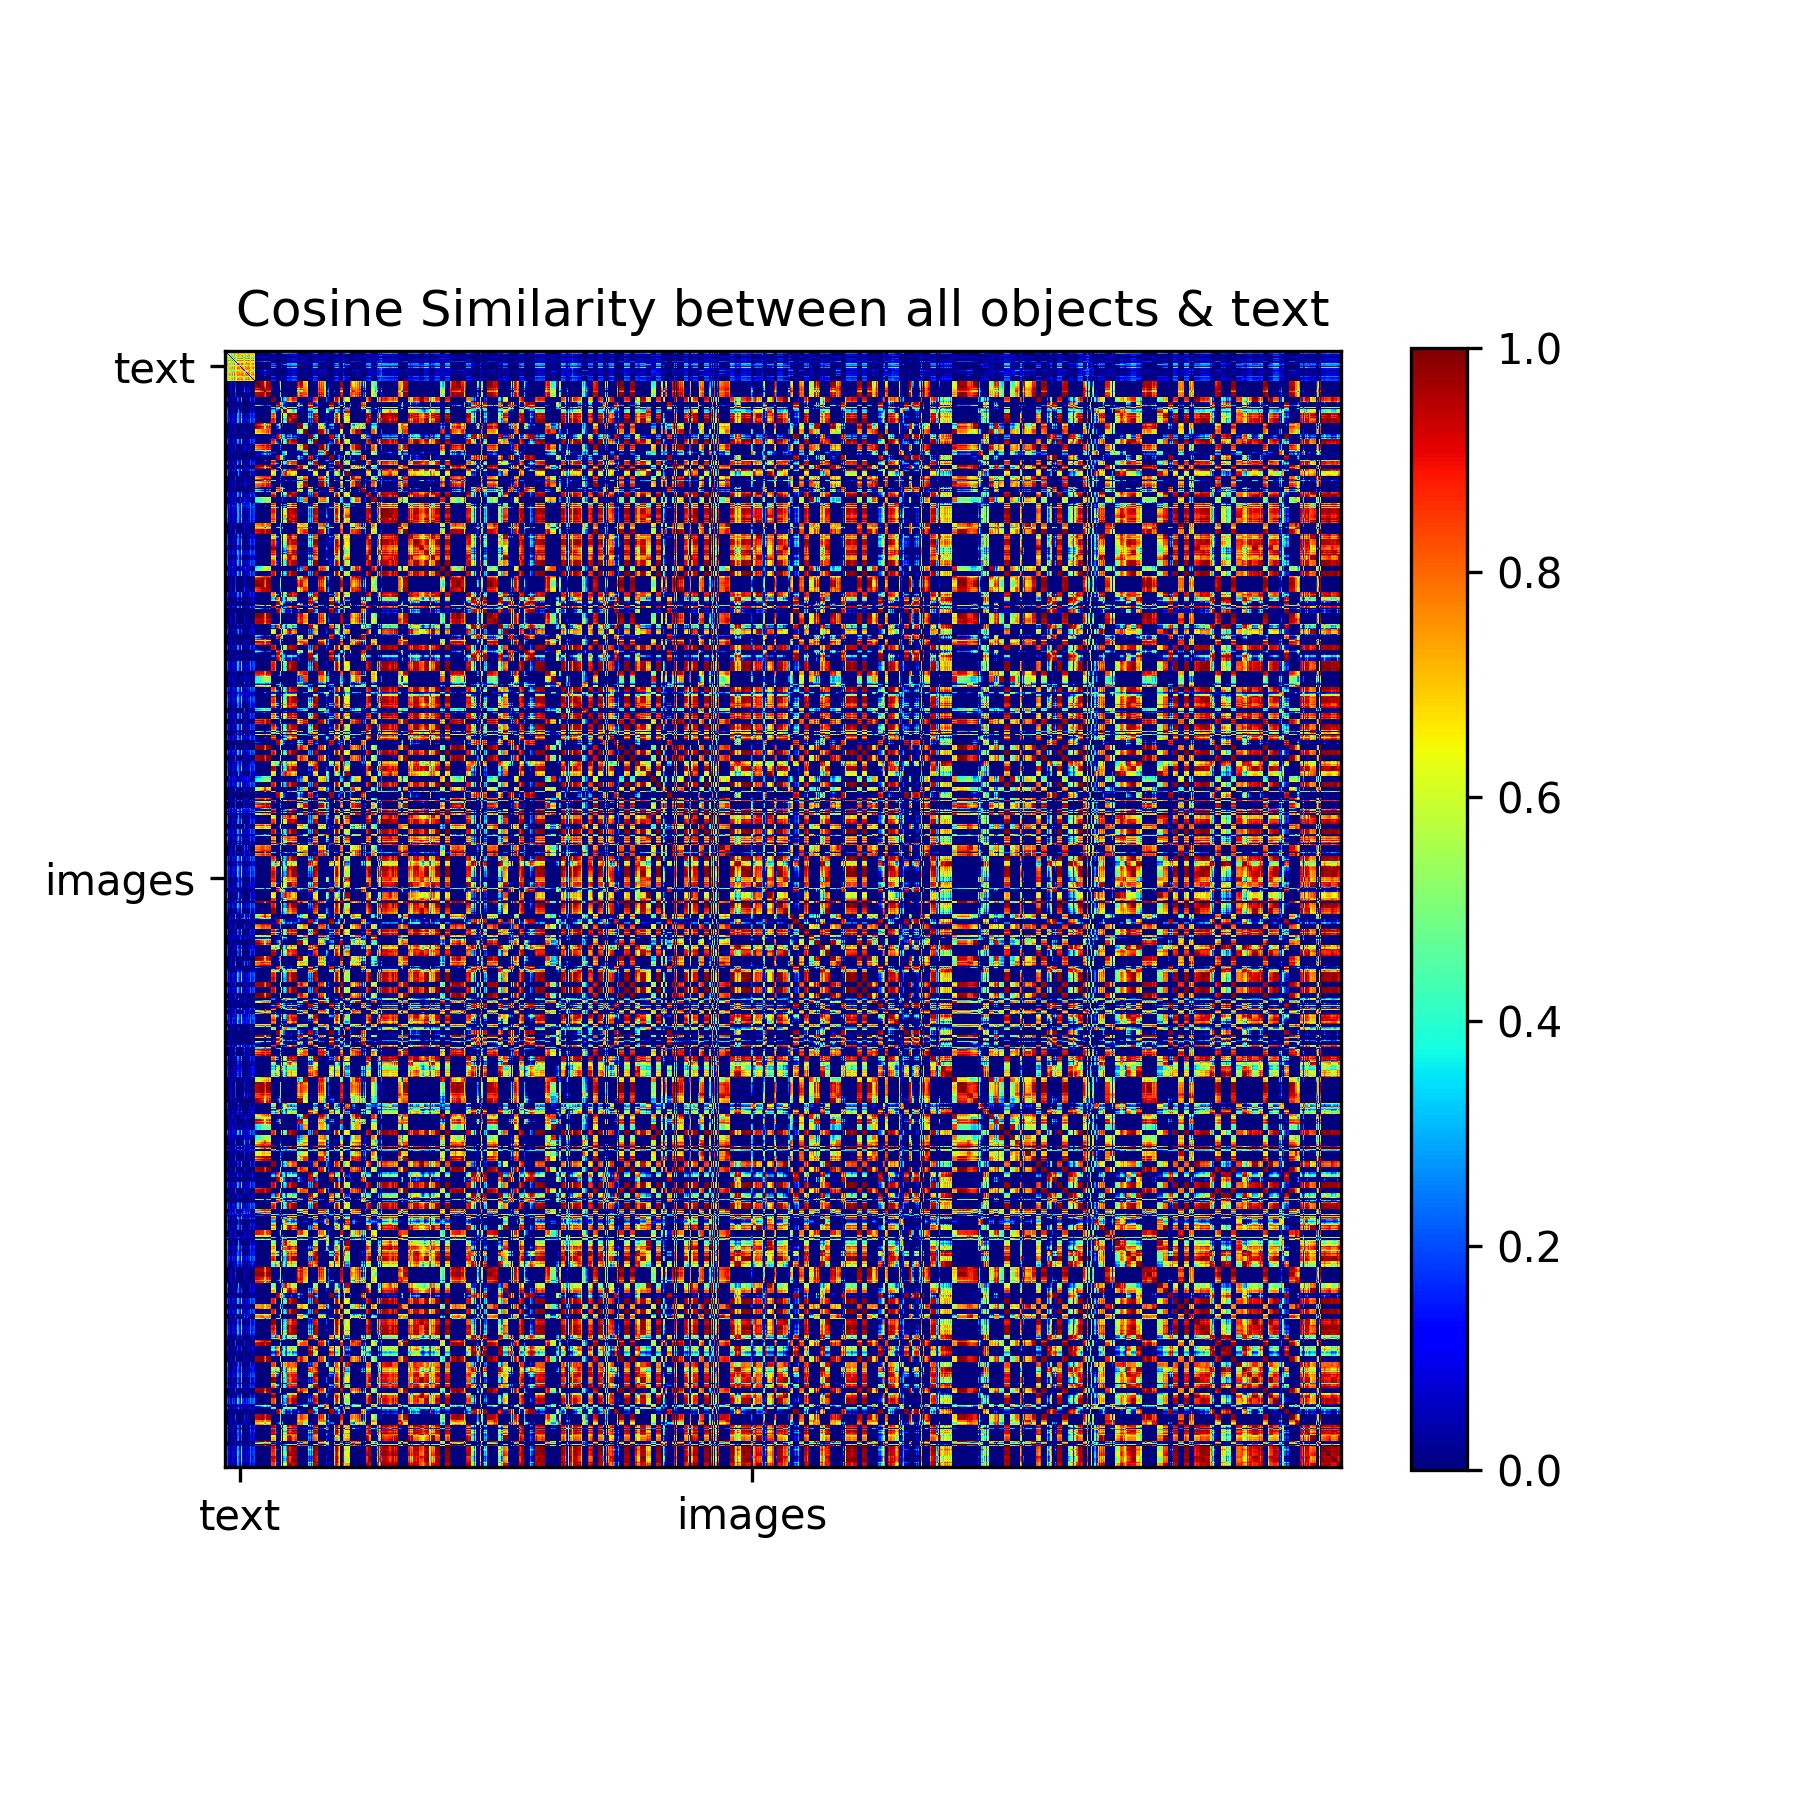 Cosine Similarity between all objects & text
text
images
text
images
1.0
0.8
0.6
0.4
0.2
0.0